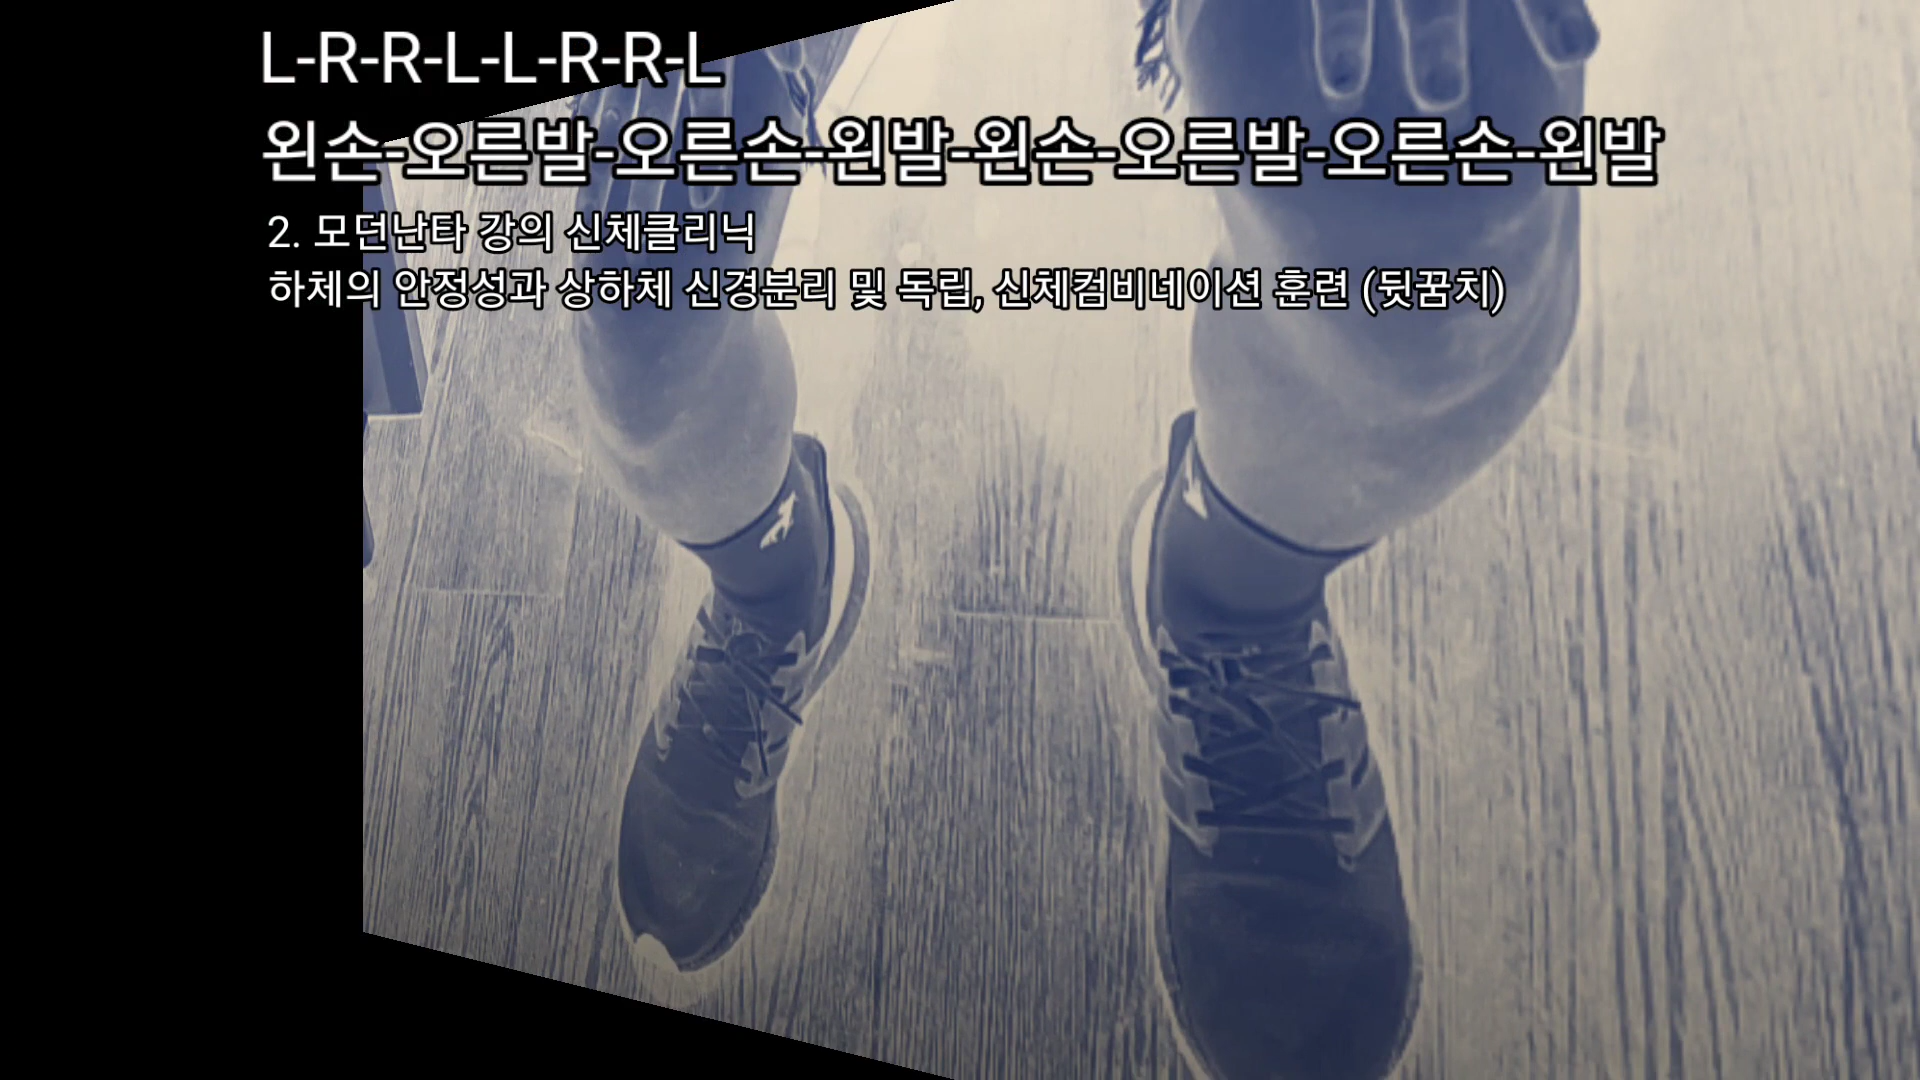 L-R-R-L-L-R-R-L
왼손-오른발-오른손-왼발-왼손-오른발-오른손-왼발
2. 모던난타 강의 신체클리닉
하체의 안정성과 상하체 신경분리 및 독립, 신체컴비네이션 훈련 (뒷꿈치)